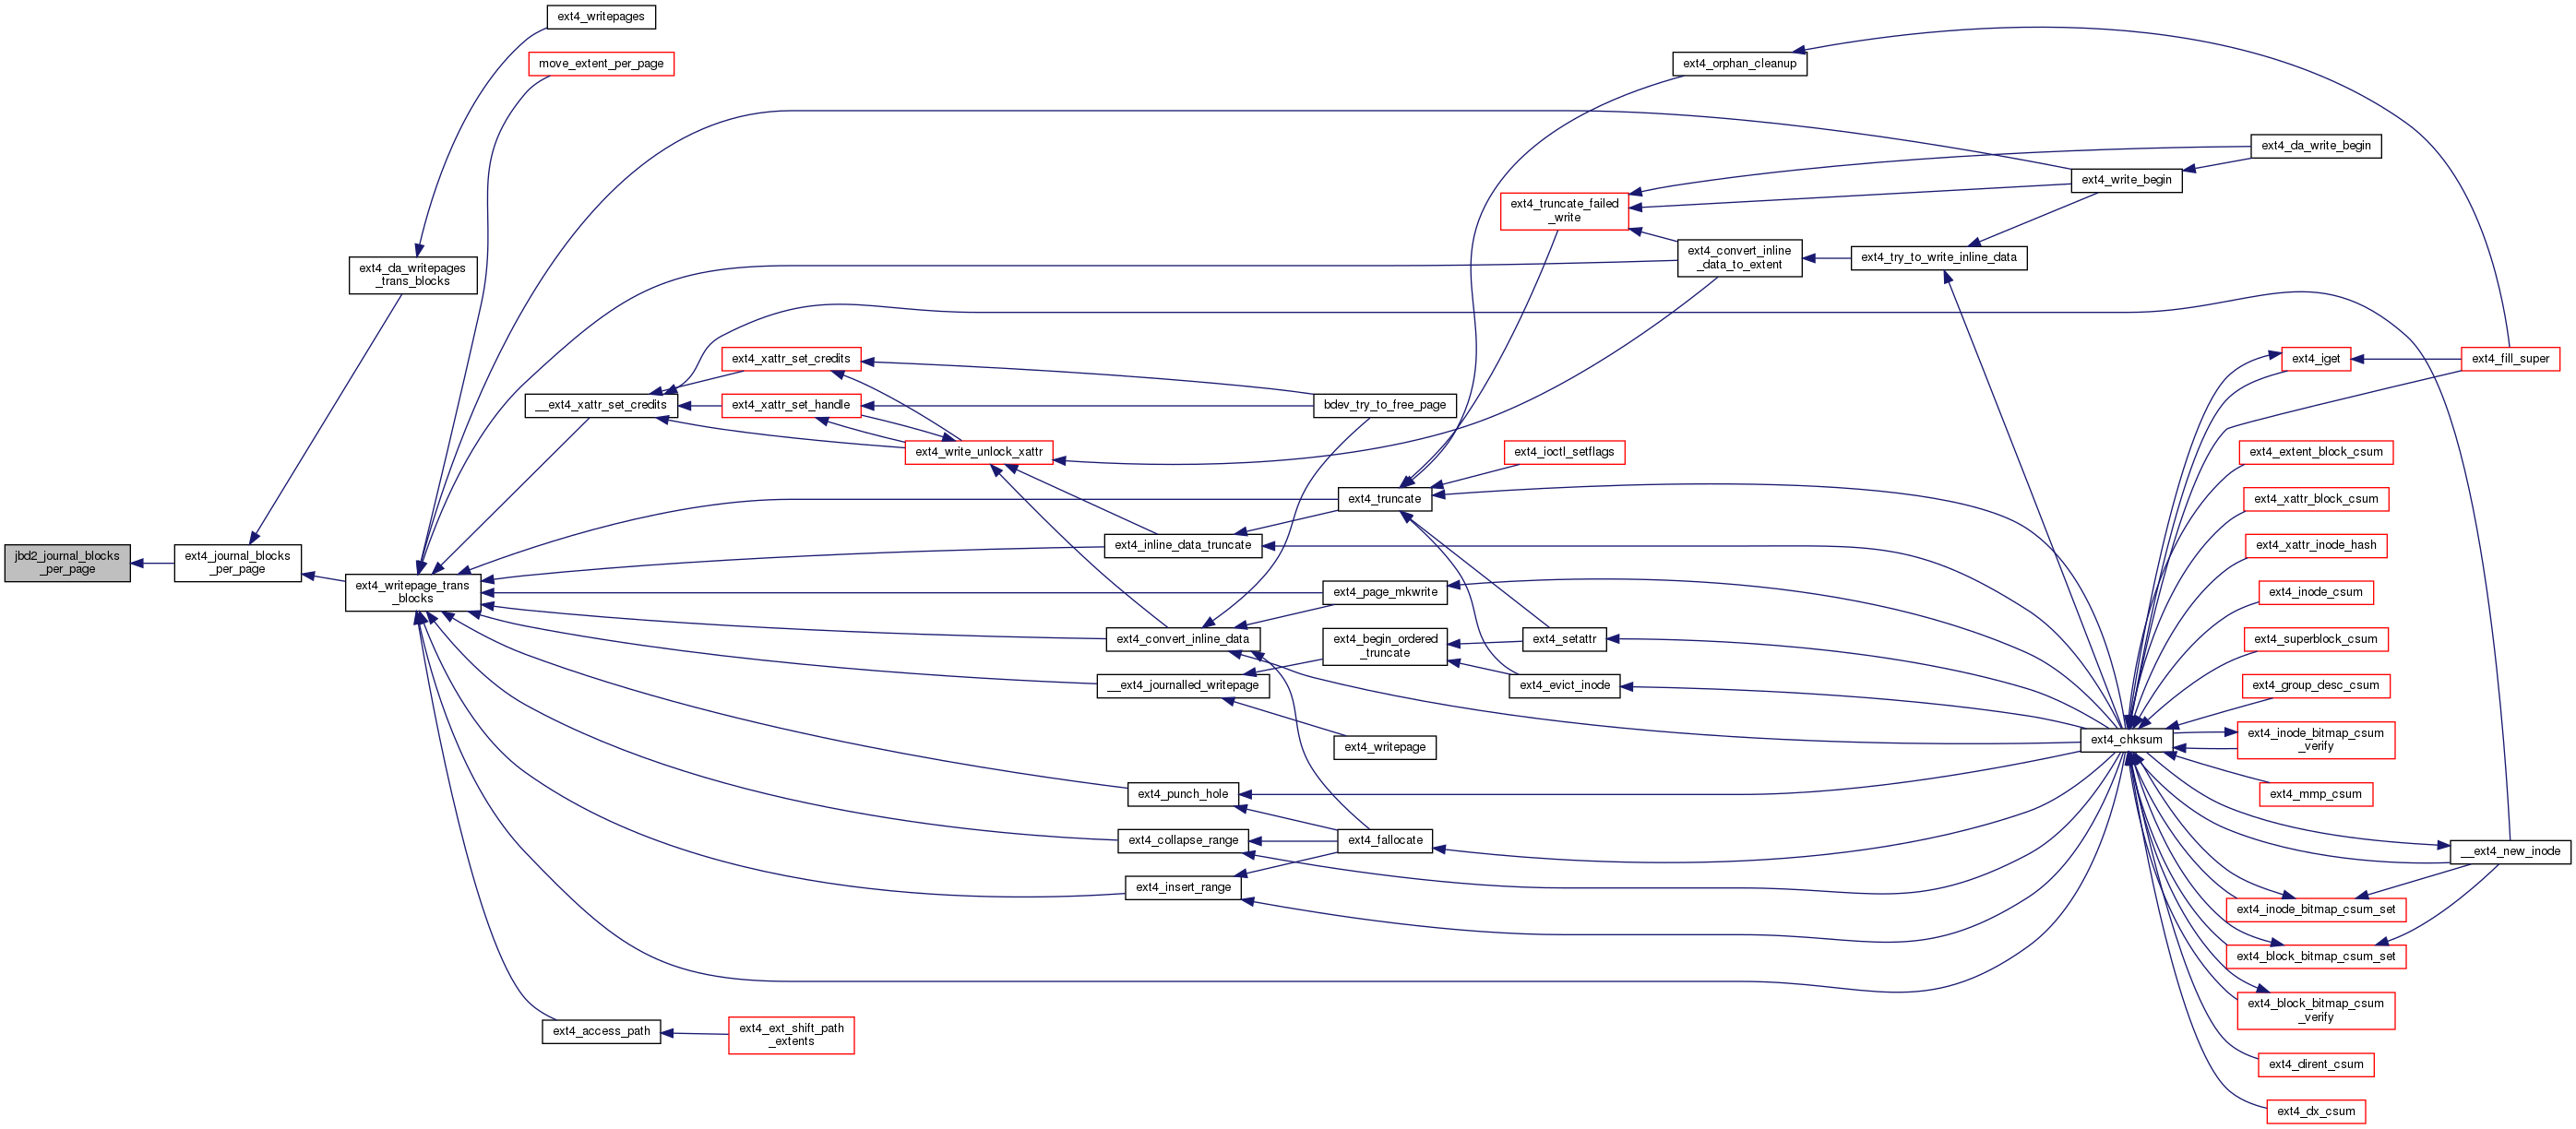 ext4_writepages
move_extent_per_page
ext4_orphan_cleanup
ext4_da_write_begin
ext4_write_begin
ext4_truncate_failed
_write
ext4_convert_inline
_data_to_extent
ext4_try_to_write_inline_data
ext4_da_writepages
_trans_blocks
ext4_xattr_set_credits
ext4_iget
ext4_fill_super
__ext4_xattr_set_credits
ext4_xattr_set_handle
bdev_try_to_free_page
ext4_write_unlock_xattr
ext4_ioctl_setflags
ext4_extent_block_csum
ext4_truncate
ext4_xattr_block_csum
ext4_inline_data_truncate
ext4_xattr_inode_hash
jbd2_journal_blocks
_per_page
ext4_journal_blocks
_per_page
ext4_writepage_trans
_blocks
ext4_page_mkwrite
ext4_inode_csum
ext4_convert_inline_data
ext4_begin_ordered
_truncate
ext4_setattr
ext4_superblock_csum
__ext4_journalled_writepage
ext4_evict_inode
ext4_group_desc_csum
ext4_writepage
ext4_chksum
ext4_inode_bitmap_csum
_verify
ext4_punch_hole
ext4_mmp_csum
ext4_collapse_range
ext4_fallocate
__ext4_new_inode
ext4_insert_range
ext4_inode_bitmap_csum_set
ext4_block_bitmap_csum_set
ext4_block_bitmap_csum
_verify
ext4_access_path
ext4_ext_shift_path
_extents
ext4_dirent_csum
ext4_dx_csum